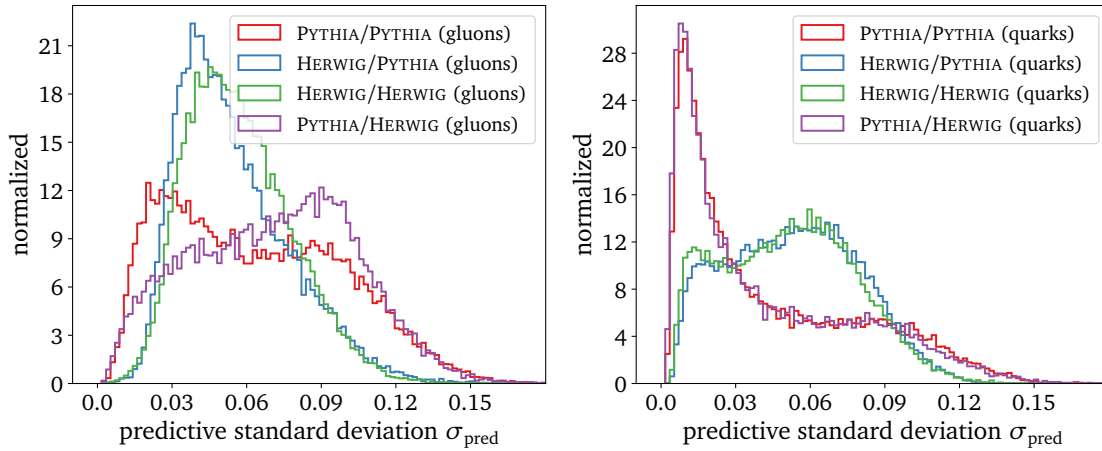 normalized
21
18
15
12
9
6
3
0
PYTHIA/PYTHIA (gluons)
HERWIG/PYTHIA (gluons)
HERWIG/HERWIG (gluons)
PYTHIA/HERWIG (gluons)
0.0 0.03 0.06 0.09 0.12 0.15
predictive standard deviation σpred
normalized
28
24
20
16
12
8
4
0
PYTHIA/PYTHIA (quarks)
HERWIG/PYTHIA (quarks)
HERWIG/HERWIG (quarks)
PYTHIA/HERWIG (quarks)
0.0 0.03 0.06 0.09 0.12 0.15
predictive standard deviation σpred